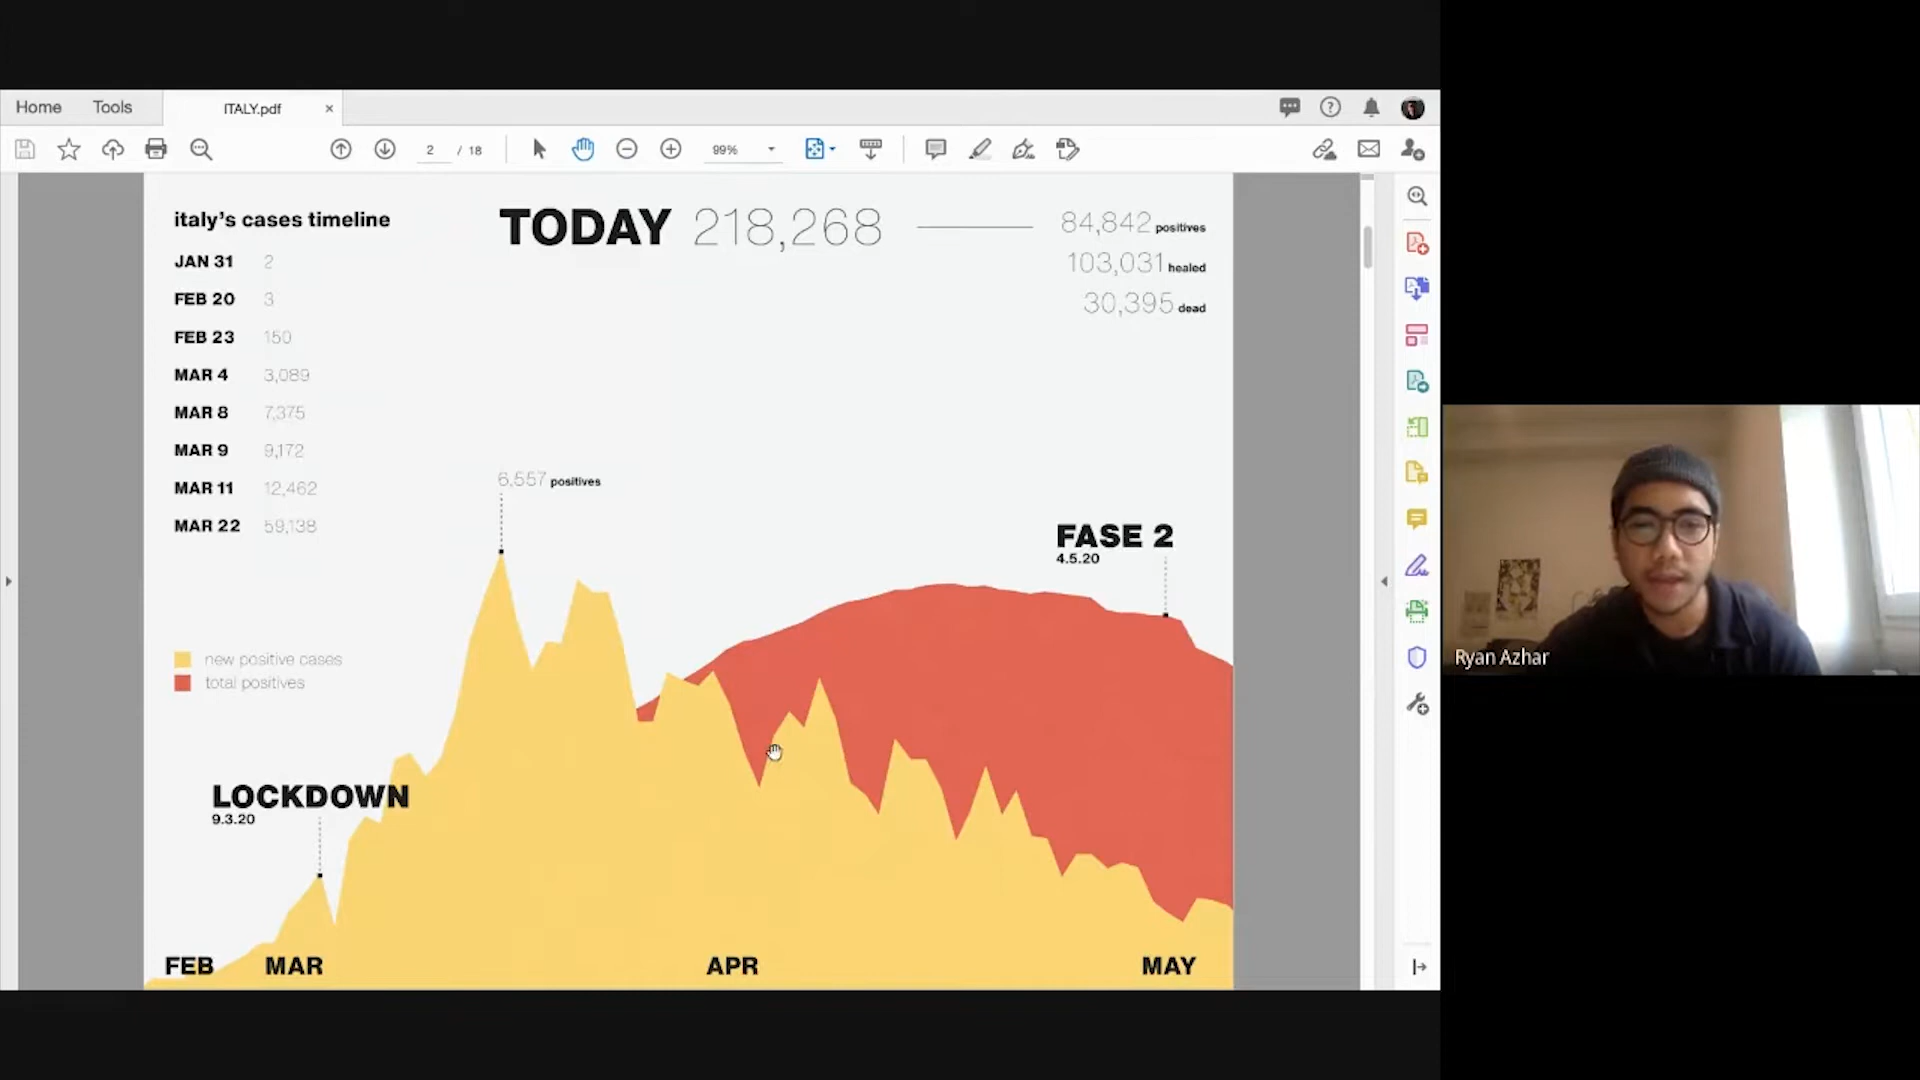 Home Tools ITALY.pdf
2 / 18 99%
italy's cases timeline
JAN 31 2
FEB 20 3
FEB 23 150
MAR 4 3,089
MAR 8 7,375
MAR 9 9,172
MAR 11 12,462
MAR 22 59,138
TODAY 218,268
84,842 positives
103,031 healed
30,395 dead
6,557 positives
FASE 2
4.5.20
new positive cases
total positives
LOCKDOWN
9.3.20
FEB MAR APR MAY
Ryan Azhar